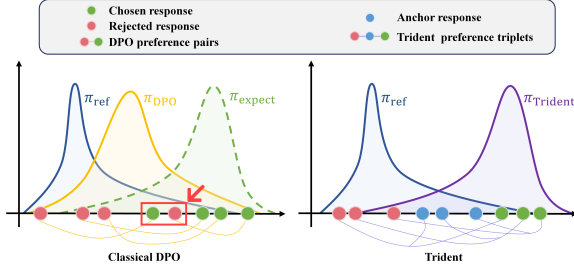 Chosen response
Rejected response
DPO preference pairs
Anchor response
Trident preference triplets
π_ref
π_DPO
π_expect
π_ref
π_Trident
Classical DPO
Trident